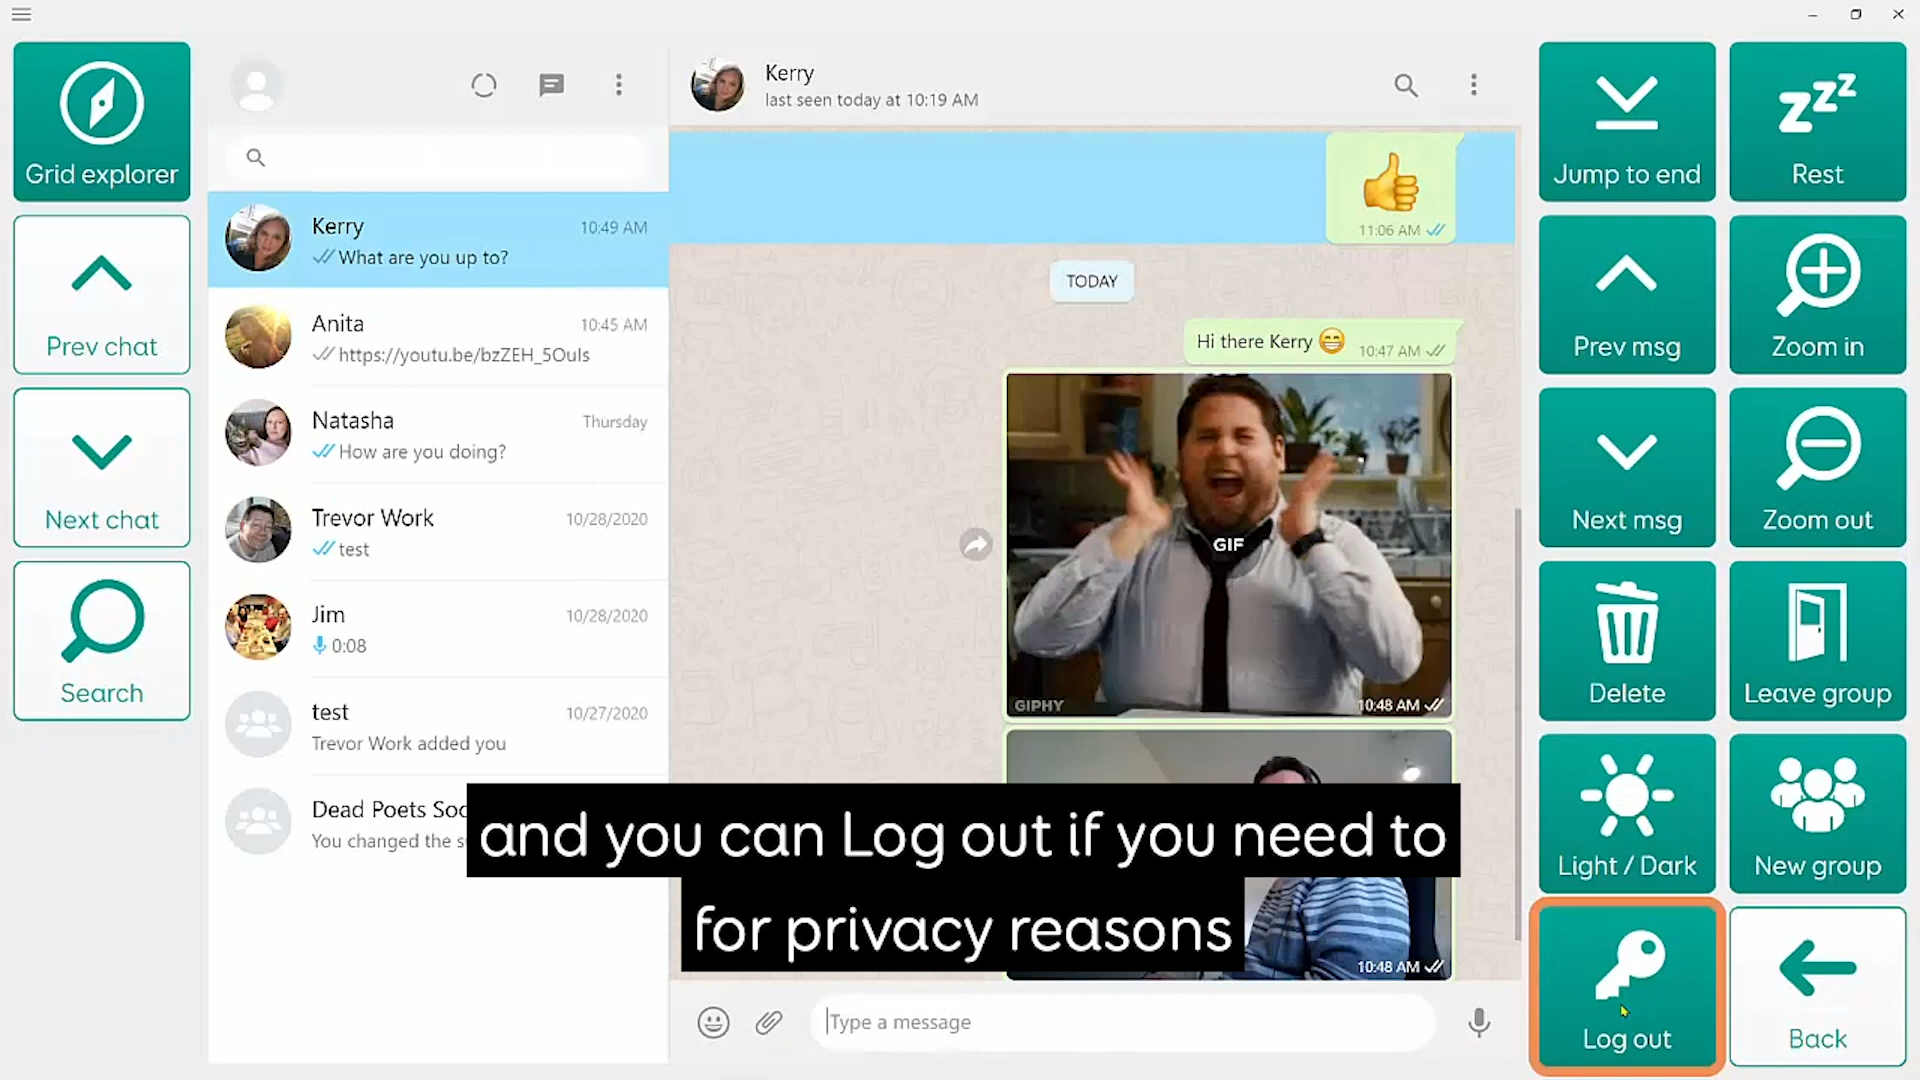 Grid explorer
Prev chat
Next chat
Search
Kerry
10:49 AM
What are you up to?
Anita
10:45 AM
https://youtu.be/bzZEH_5OuIs
Natasha
Thursday
How are you doing?
Trevor Work
10/28/2020
test
Jim
10/28/2020
0:08
test
10/27/2020
Trevor Work added you
Dead Poets Soc
You changed the s
Kerry
last seen today at 10:19 AM
11:06 AM
TODAY
Hi there Kerry
10:47 AM
GIF
GIPHY
10:48 AM
and you can Log out if you need to
for privacy reasons
10:48 AM
Type a message
Jump to end
Rest
Prev msg
Zoom in
Next msg
Zoom out
Delete
Leave group
Light / Dark
New group
Log out
Back